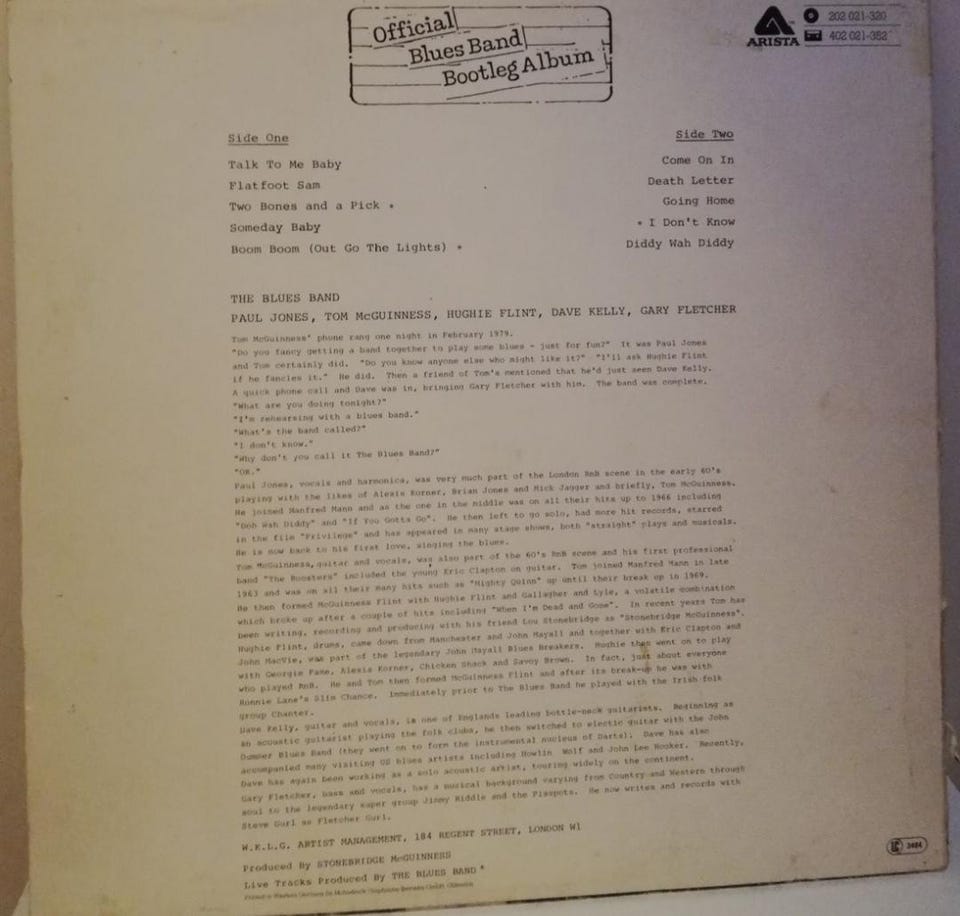 Official
Blues Band
Bootleg Album
ARISTA
202 021-320
402 021-352
Side One
Talk To Me Baby
Flatfoot Sam
Two Bones and a Pick *
Someday Baby
Boom Boom (Out Go The Lights) *
Side Two
Come On In
Death Letter
Going Home
* I Don't Know
Diddy Wah Diddy
THE BLUES BAND
PAUL JONES, TOM McGUINNESS, HUGHIE FLINT, DAVE KELLY, GARY FLETCHER
Tom McGuinness' phone rang one night in February 1979.
"Do you fancy getting a band together to play some blues - just for fun?" It was Paul Jones
and Tom certainly did. "Do you know anyone else who might like it?" "I'll ask Hughie Flint
if he fancies it." He did. Then a friend of Tom's mentioned that he'd just seen Dave Kelly.
A quick phone call and Dave was in, bringing Gary Fletcher with him. The band was complete.
"What are you doing tonight?"
"I'm rehearsing with a blues band."
"What's the band called?"
"I don't know."
"Why don't you call it The Blues Band?"
"OK."
Paul Jones, vocals and harmonica, was very much part of the London RnB scene in the early 60's
playing with the likes of Alexis Korner, Brian Jones and Mick Jagger and briefly, Tom McGuinness.
He joined Manfred Mann and as the one in the middle was on all their hits up to 1966 including
"Doh Wah Diddy" and "If You Gotta Go". He then left to go solo, had more hit records, starred
in the film "Privilege" and has appeared in many stage shows, both "straight" plays and musicals.
He is now back to his first love, singing the blues.
Tom McGuinness, guitar and vocals, was also part of the 60's RnB scene and his first professional
band "The Roosters" included the young Eric Clapton on guitar. Tom joined Manfred Mann in late
1963 and was on all their many hits such as "Mighty Quinn" up until their break up in 1969.
He then formed McGuinness Flint with Hughie Flint and Gallagher and Lyle, a volatile combination
which broke up after a couple of hits including "When I'm Dead and Gone". In recent years Tom has
been writing, recording and producing with his friend Lou Stonebridge as "Stonebridge McGuinness".
Hughie Flint, drums, came down from Manchester and John Mayall and together with Eric Clapton and
John MacVie, was part of the legendary John Mayall Blues Breakers. Hughie then went on to play
with Georgie Fame, Alexis Korner, Chicken Shack and Savoy Brown. In fact, just about everyone
who played RnB. He and Tom then formed McGuinness Flint and after its break-up he was with
Ronnie Lane's Slim Chance. Immediately prior to The Blues Band he played with the Irish folk
group Chanter.
Dave Kelly, guitar and vocals, is one of Englands leading bottle-neck guitarists. Beginning as
an acoustic guitarist playing the folk clubs, he then switched to electic guitar with the John
Dummer Blues Band (they went on to form the instrumental nucleus of Darts). Dave has also
accompanied many visiting US blues artists including Howlin Wolf and John Lee Hooker. Recently,
Dave has again been working as a solo acoustic artist, touring widely on the continent.
Gary Fletcher, bass and vocals, has a musical background varying from Country and Western through
soul to the legendary super group Jimmy Riddle and the Pisspots. He now writes and records with
Steve Gurl as Fletcher Gurl.
W.K.L.G. ARTIST MANAGEMENT, 184 REGENT STREET, LONDON W1
Produced By STONEBRIDGE McGUINNESS
Live Tracks Produced By THE BLUES BAND *